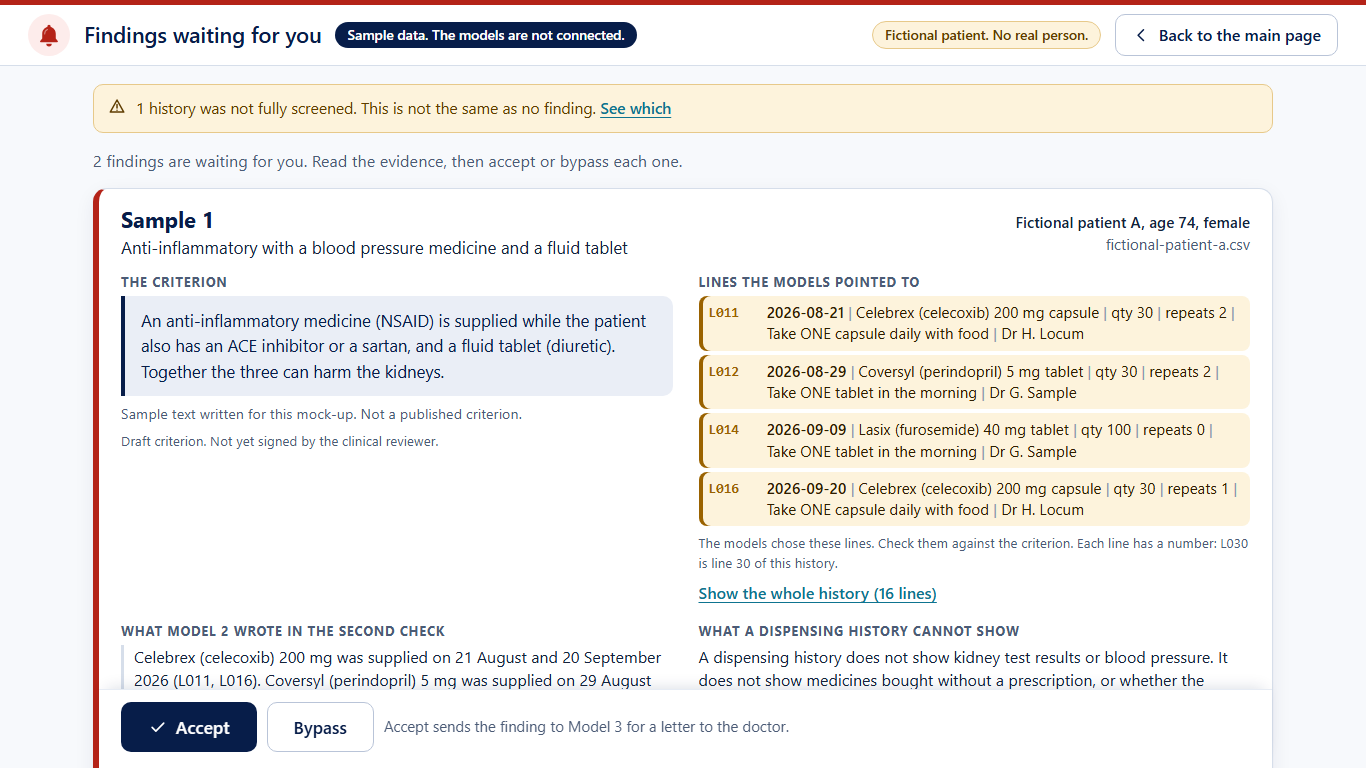 Findings waiting for you
Sample data. The models are not connected.
Fictional patient. No real person.
Back to the main page
1 history was not fully screened. This is not the same as no finding. See which
2 findings are waiting for you. Read the evidence, then accept or bypass each one.
Sample 1
Anti-inflammatory with a blood pressure medicine and a fluid tablet
Fictional patient A, age 74, female
fictional-patient-a.csv
THE CRITERION
An anti-inflammatory medicine (NSAID) is supplied while the patient
also has an ACE inhibitor or a sartan, and a fluid tablet (diuretic).
Together the three can harm the kidneys.
Sample text written for this mock-up. Not a published criterion.
Draft criterion. Not yet signed by the clinical reviewer.
LINES THE MODELS POINTED TO
L011 2026-08-21 | Celebrex (celecoxib) 200 mg capsule | qty 30 | repeats 2 |
Take ONE capsule daily with food | Dr H. Locum
L012 2026-08-29 | Coversyl (perindopril) 5 mg tablet | qty 30 | repeats 2 |
Take ONE tablet in the morning | Dr G. Sample
L014 2026-09-09 | Lasix (furosemide) 40 mg tablet | qty 100 | repeats 0 |
Take ONE tablet in the morning | Dr G. Sample
L016 2026-09-20 | Celebrex (celecoxib) 200 mg capsule | qty 30 | repeats 1 |
Take ONE capsule daily with food | Dr H. Locum
The models chose these lines. Check them against the criterion. Each line has a number: L030
is line 30 of this history.
Show the whole history (16 lines)
WHAT MODEL 2 WROTE IN THE SECOND CHECK
Celebrex (celecoxib) 200 mg was supplied on 21 August and 20 September
2026 (L011, L016). Coversyl (perindopril) 5 mg was supplied on 29 August
WHAT A DISPENSING HISTORY CANNOT SHOW
A dispensing history does not show kidney test results or blood pressure. It
does not show medicines bought without a prescription, or whether the
Accept
Bypass
Accept sends the finding to Model 3 for a letter to the doctor.